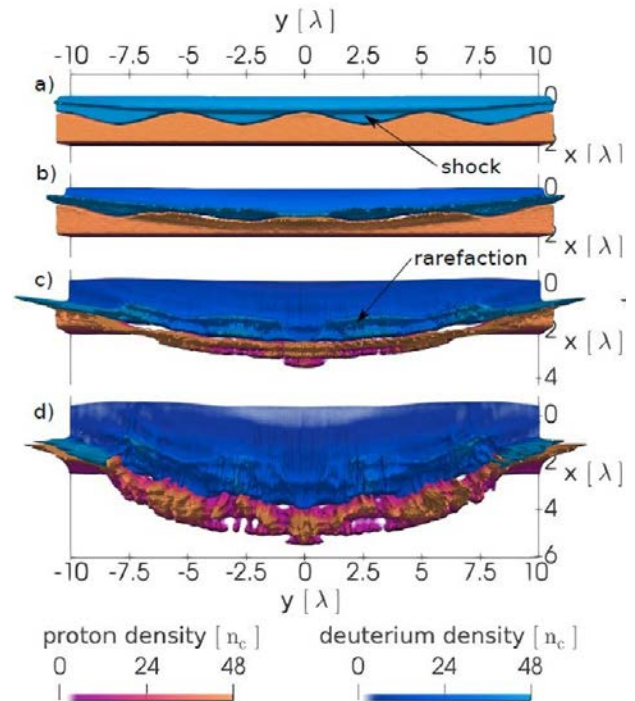 y [ λ ]
-10 -7.5 -5 -2.5 0 2.5 5 7.5 10
a)
0
shock
2
x [ λ ]
b)
0
2
x [ λ ]
rarefaction
c)
0
2
x [ λ ]
4
d)
0
2
x [ λ ]
4
6
-10 -7.5 -5 -2.5 0 2.5 5 7.5 10
y [ λ ]
proton density [ n_c ] deuterium density [ n_c ]
0 24 48 0 24 48